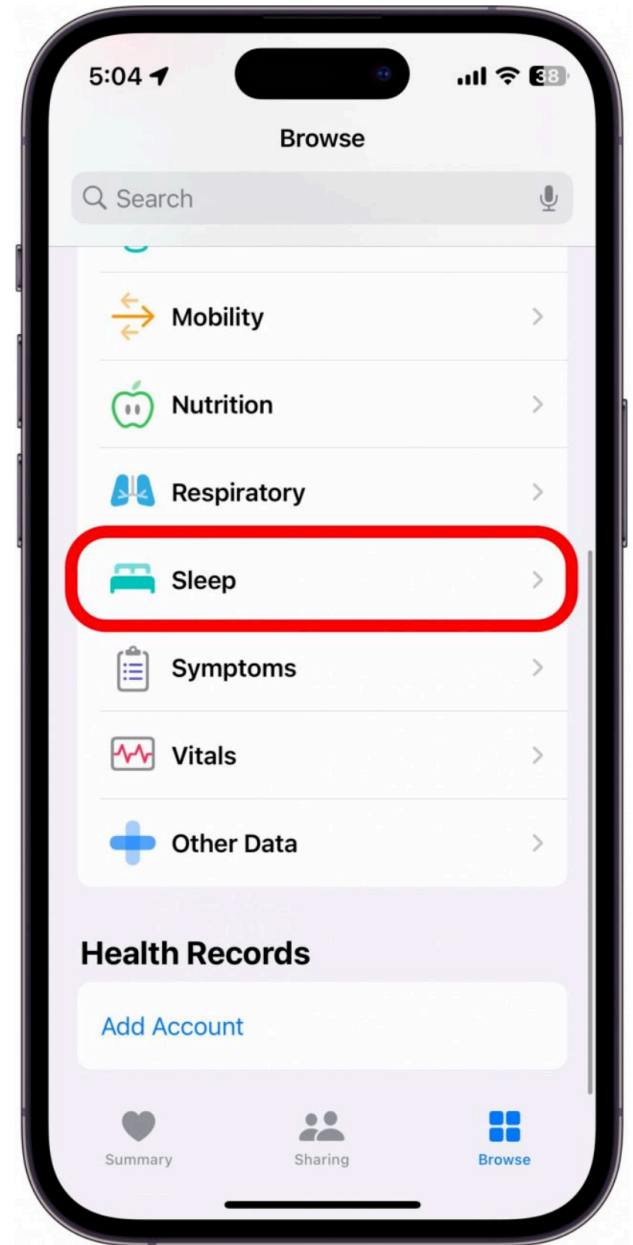 5:04
38
Browse
Search
Mobility
Nutrition
Respiratory
Sleep
Symptoms
Vitals
Other Data
Health Records
Add Account
Summary
Sharing
Browse